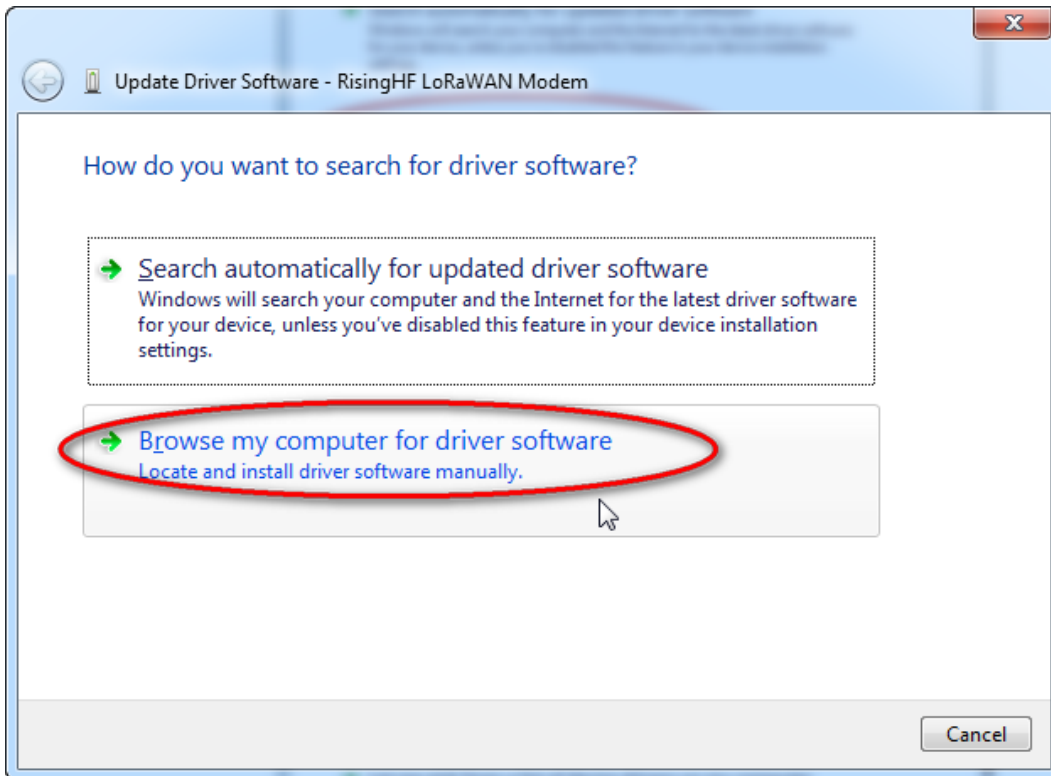 Update Driver Software - RisingHF LoRaWAN Modem
How do you want to search for driver software?
Search automatically for updated driver software
Windows will search your computer and the Internet for the latest driver software
for your device, unless you've disabled this feature in your device installation
settings.
Browse my computer for driver software
Locate and install driver software manually.
Cancel